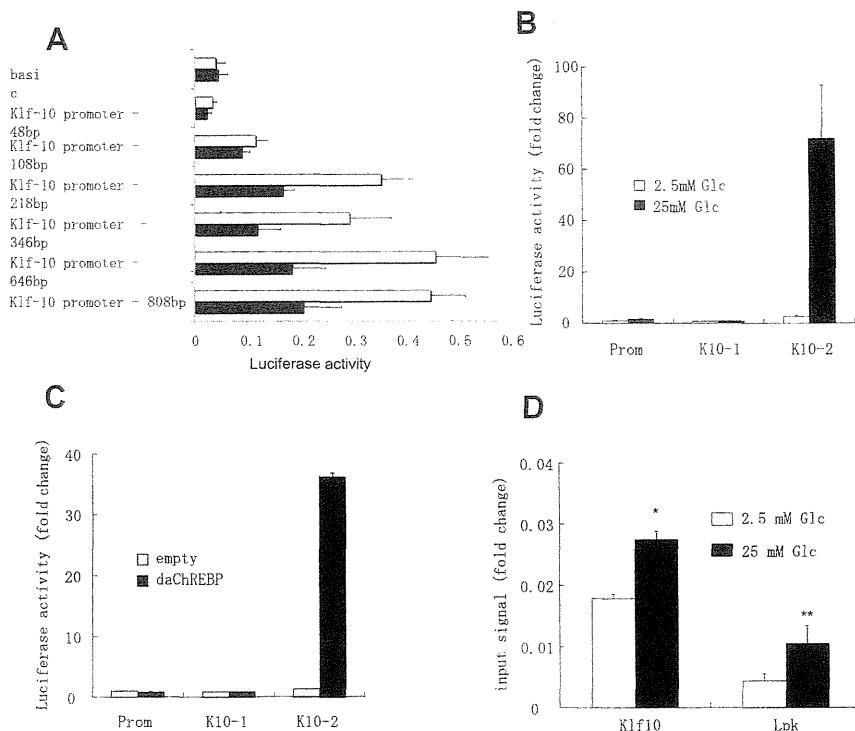 A
basi
c
Klf-10 promoter -
48bp
Klf-10 promoter -
108bp
Klf-10 promoter -
218bp
Klf-10 promoter -
346bp
Klf-10 promoter -
646bp
Klf-10 promoter - 808bp
0 0.1 0.2 0.3 0.4 0.5 0.6
Luciferase activity
B
Luciferase activity (fold change)
100
80
60
40
20
0
2.5mM Glc
25mM Glc
Prom K10-1 K10-2
C
Luciferase activity (fold change)
40
30
20
10
0
empty
daChREBP
Prom K10-1 K10-2
D
input signal (fold change)
0.04
0.03
0.02
0.01
0
*
**
2.5 mM Glc
25 mM Glc
Klf10 Lpk